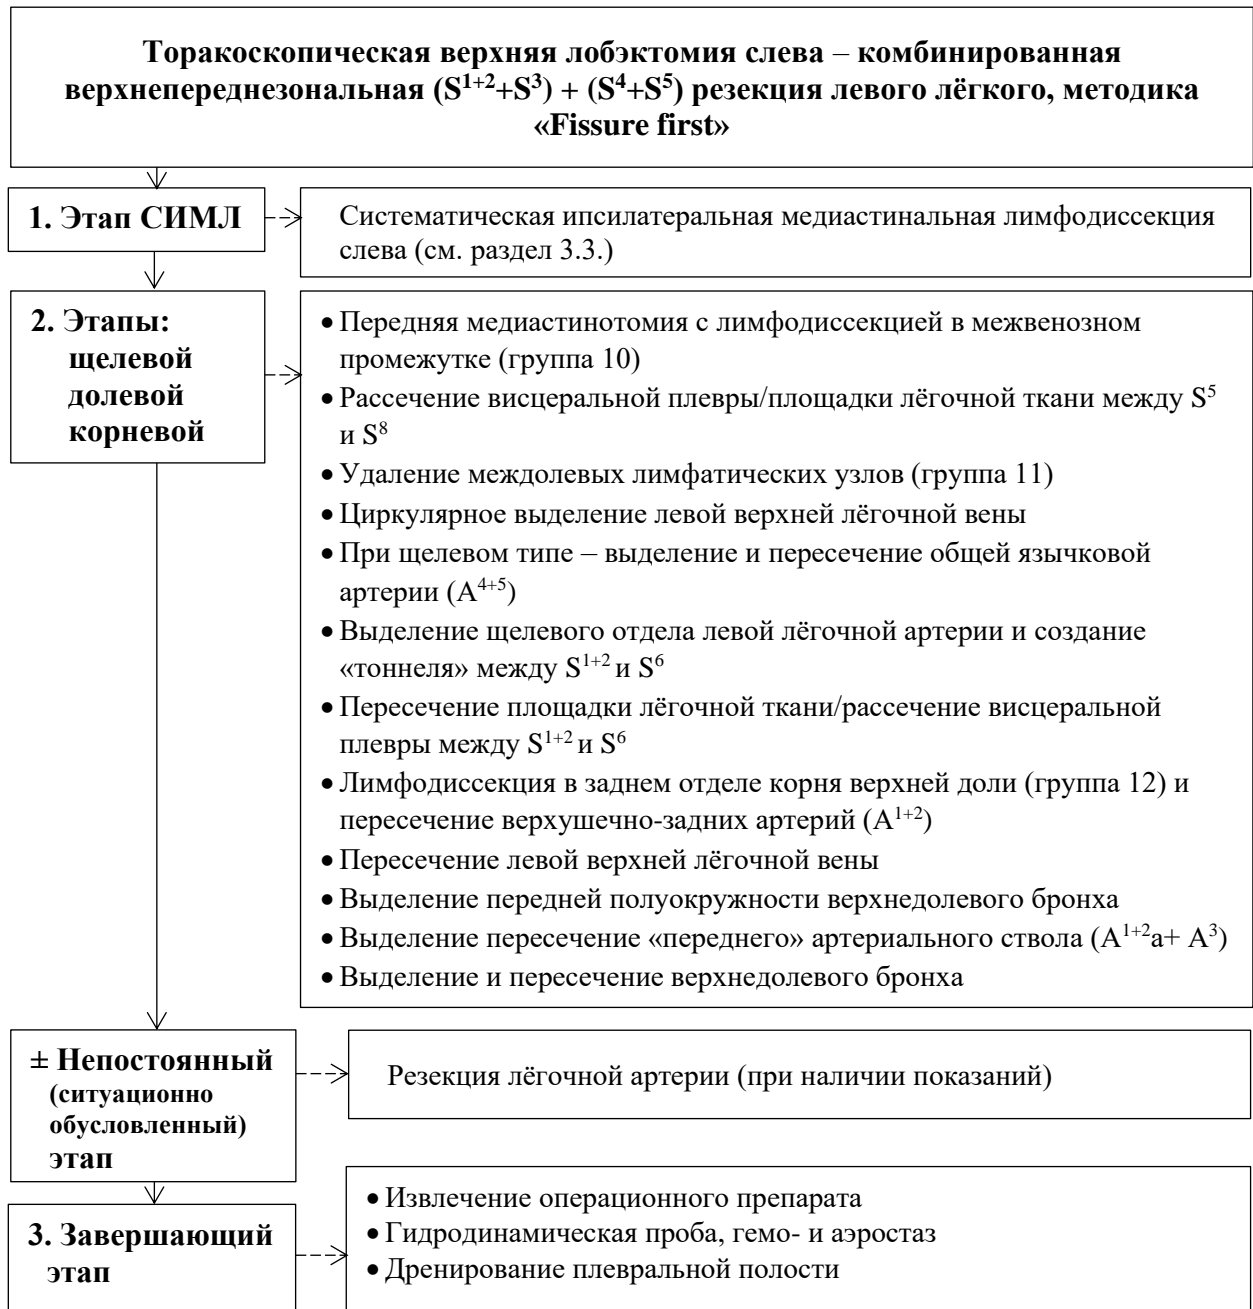 Торакоскопическая верхняя лобэктомия слева – комбинированная
верхнепереднезональная (S¹⁺²+S³) + (S⁴+S⁵) резекция левого лёгкого, методика
«Fissure first»
1. Этап СИМЛ
Систематическая ипсилатеральная медиастинальная лимфодиссекция
слева (см. раздел 3.3.)
2. Этапы:
щелевой
долевой
корневой
• Передняя медиастинотомия с лимфодиссекцией в межвенозном
промежутке (группа 10)
• Рассечение висцеральной плевры/площадки лёгочной ткани между S⁵
и S⁸
• Удаление междолевых лимфатических узлов (группа 11)
• Циркулярное выделение левой верхней лёгочной вены
• При щелевом типе – выделение и пересечение общей язычковой
артерии (A⁴⁺⁵)
• Выделение щелевого отдела левой лёгочной артерии и создание
«тоннеля» между S¹⁺² и S⁶
• Пересечение площадки лёгочной ткани/рассечение висцеральной
плевры между S¹⁺² и S⁶
• Лимфодиссекция в заднем отделе корня верхней доли (группа 12) и
пересечение верхушечно-задних артерий (A¹⁺²)
• Пересечение левой верхней лёгочной вены
• Выделение передней полуокружности верхнедолевого бронха
• Выделение пересечение «переднего» артериального ствола (A¹⁺²a+ A³)
• Выделение и пересечение верхнедолевого бронха
± Непостоянный
(ситуационно
обусловленный)
этап
Резекция лёгочной артерии (при наличии показаний)
3. Завершающий
этап
• Извлечение операционного препарата
• Гидродинамическая проба, гемо- и аэростаз
• Дренирование плевральной полости